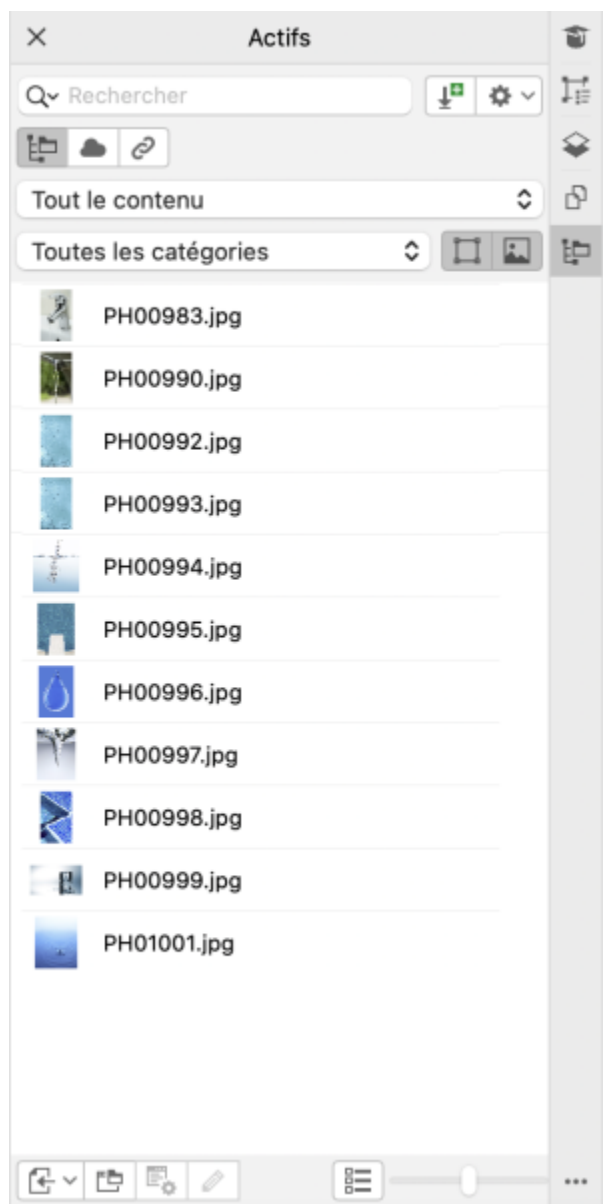 Actifs
Rechercher
Tout le contenu
Toutes les catégories
PH00983.jpg
PH00990.jpg
PH00992.jpg
PH00993.jpg
PH00994.jpg
PH00995.jpg
PH00996.jpg
PH00997.jpg
PH00998.jpg
PH00999.jpg
PH01001.jpg